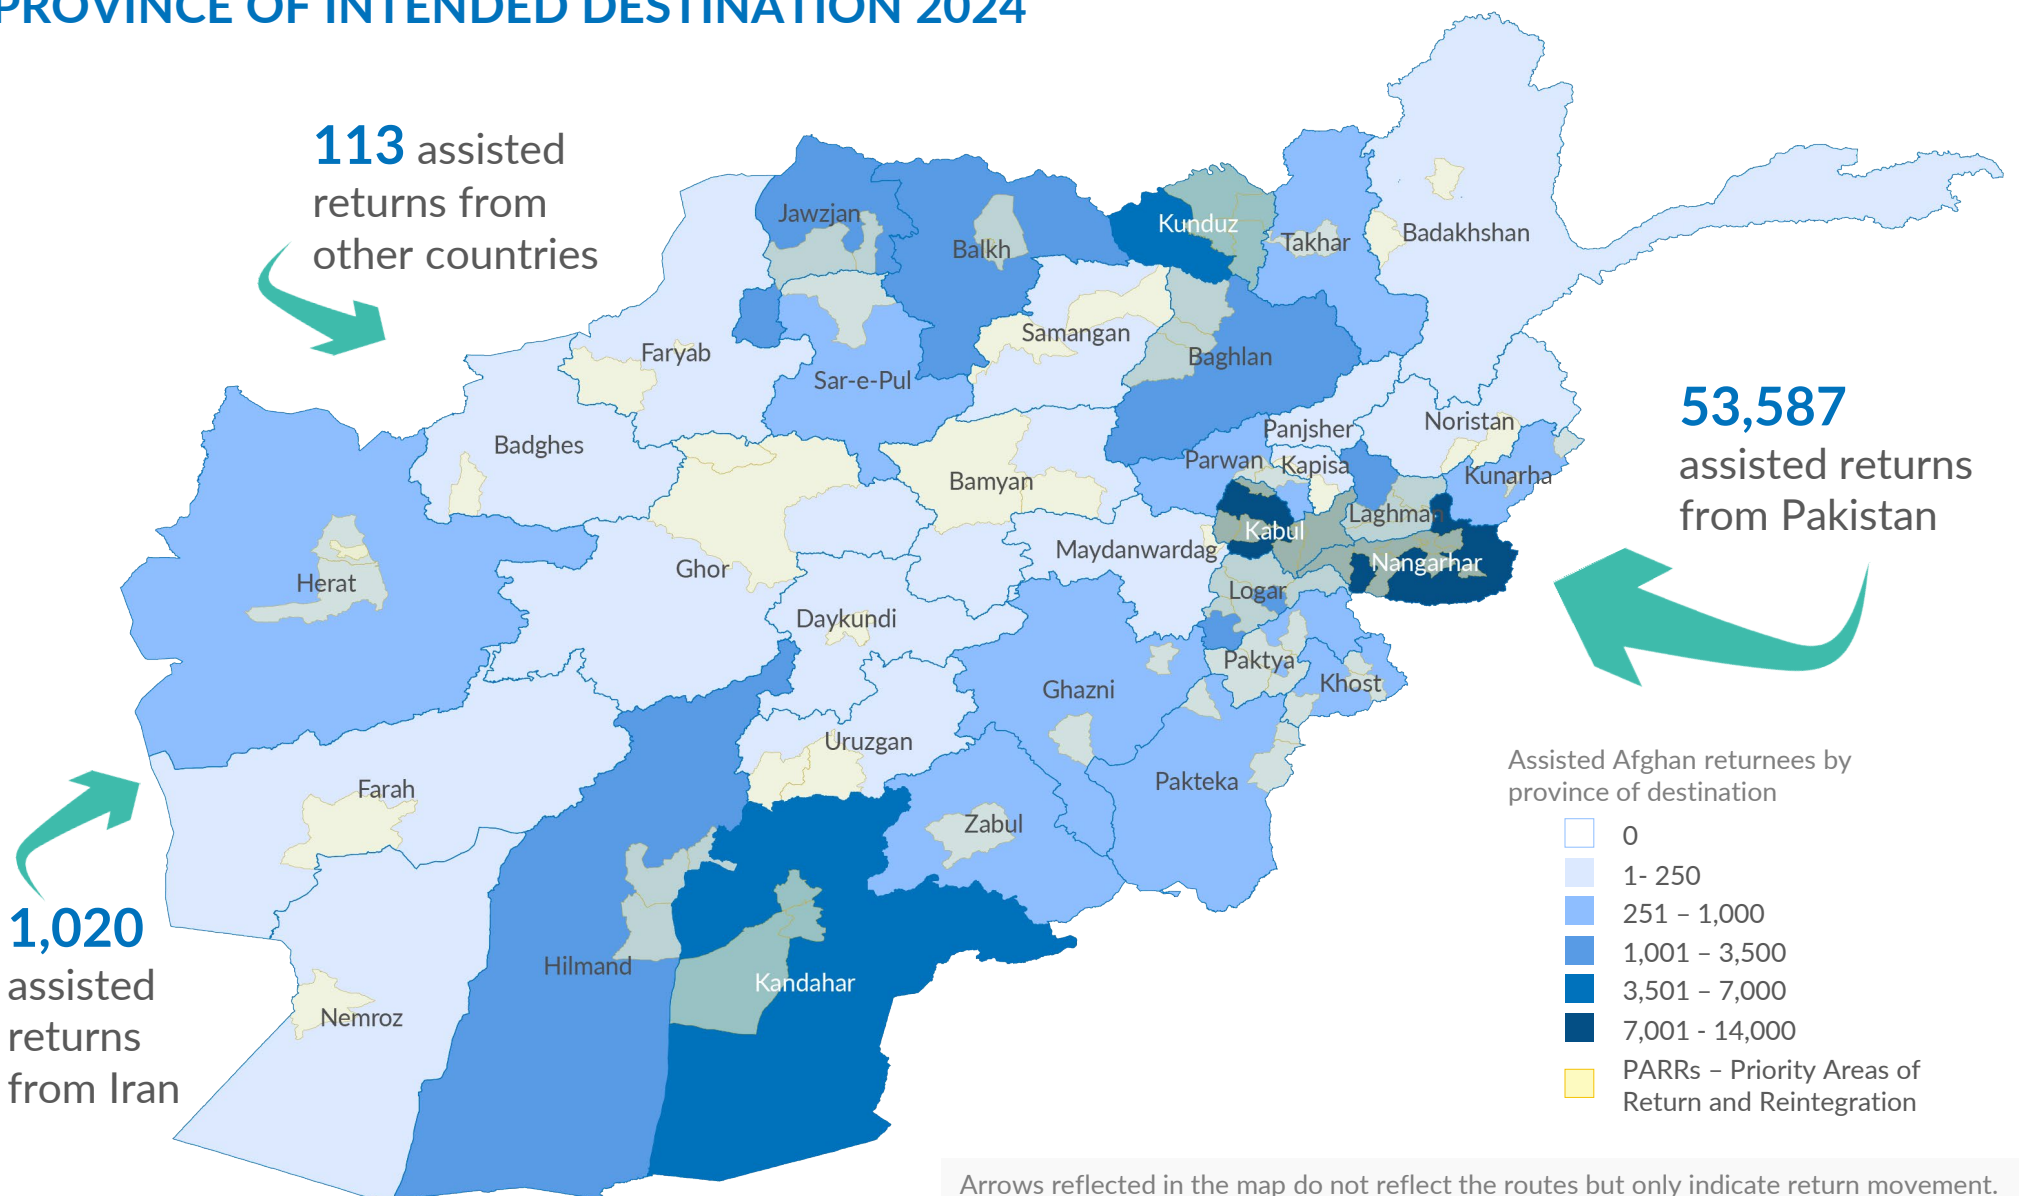 PROVINCE OF INTENDED DESTINATION 2024
113 assisted
returns from
other countries
Jawzjan
Balkh
Kunduz
Takhar
Badakhshan
Faryab
Samangan
Baghlan
Sar-e-Pul
Badghes
Panjsher
Noristan
Parwan
Kapisa
Kunarha
Bamyan
Laghman
Kabul
Maydanwardag
Nangarhar
Herat
Ghor
Logar
Daykundi
Paktya
Khost
Ghazni
Uruzgan
Pakteka
Farah
Zabul
Hilmand
Kandahar
Nemroz
53,587
assisted returns
from Pakistan
1,020
assisted
returns
from Iran
Assisted Afghan returnees by
province of destination
0
1- 250
251 – 1,000
1,001 – 3,500
3,501 – 7,000
7,001 - 14,000
PARRs – Priority Areas of
Return and Reintegration
Arrows reflected in the map do not reflect the routes but only indicate return movement.